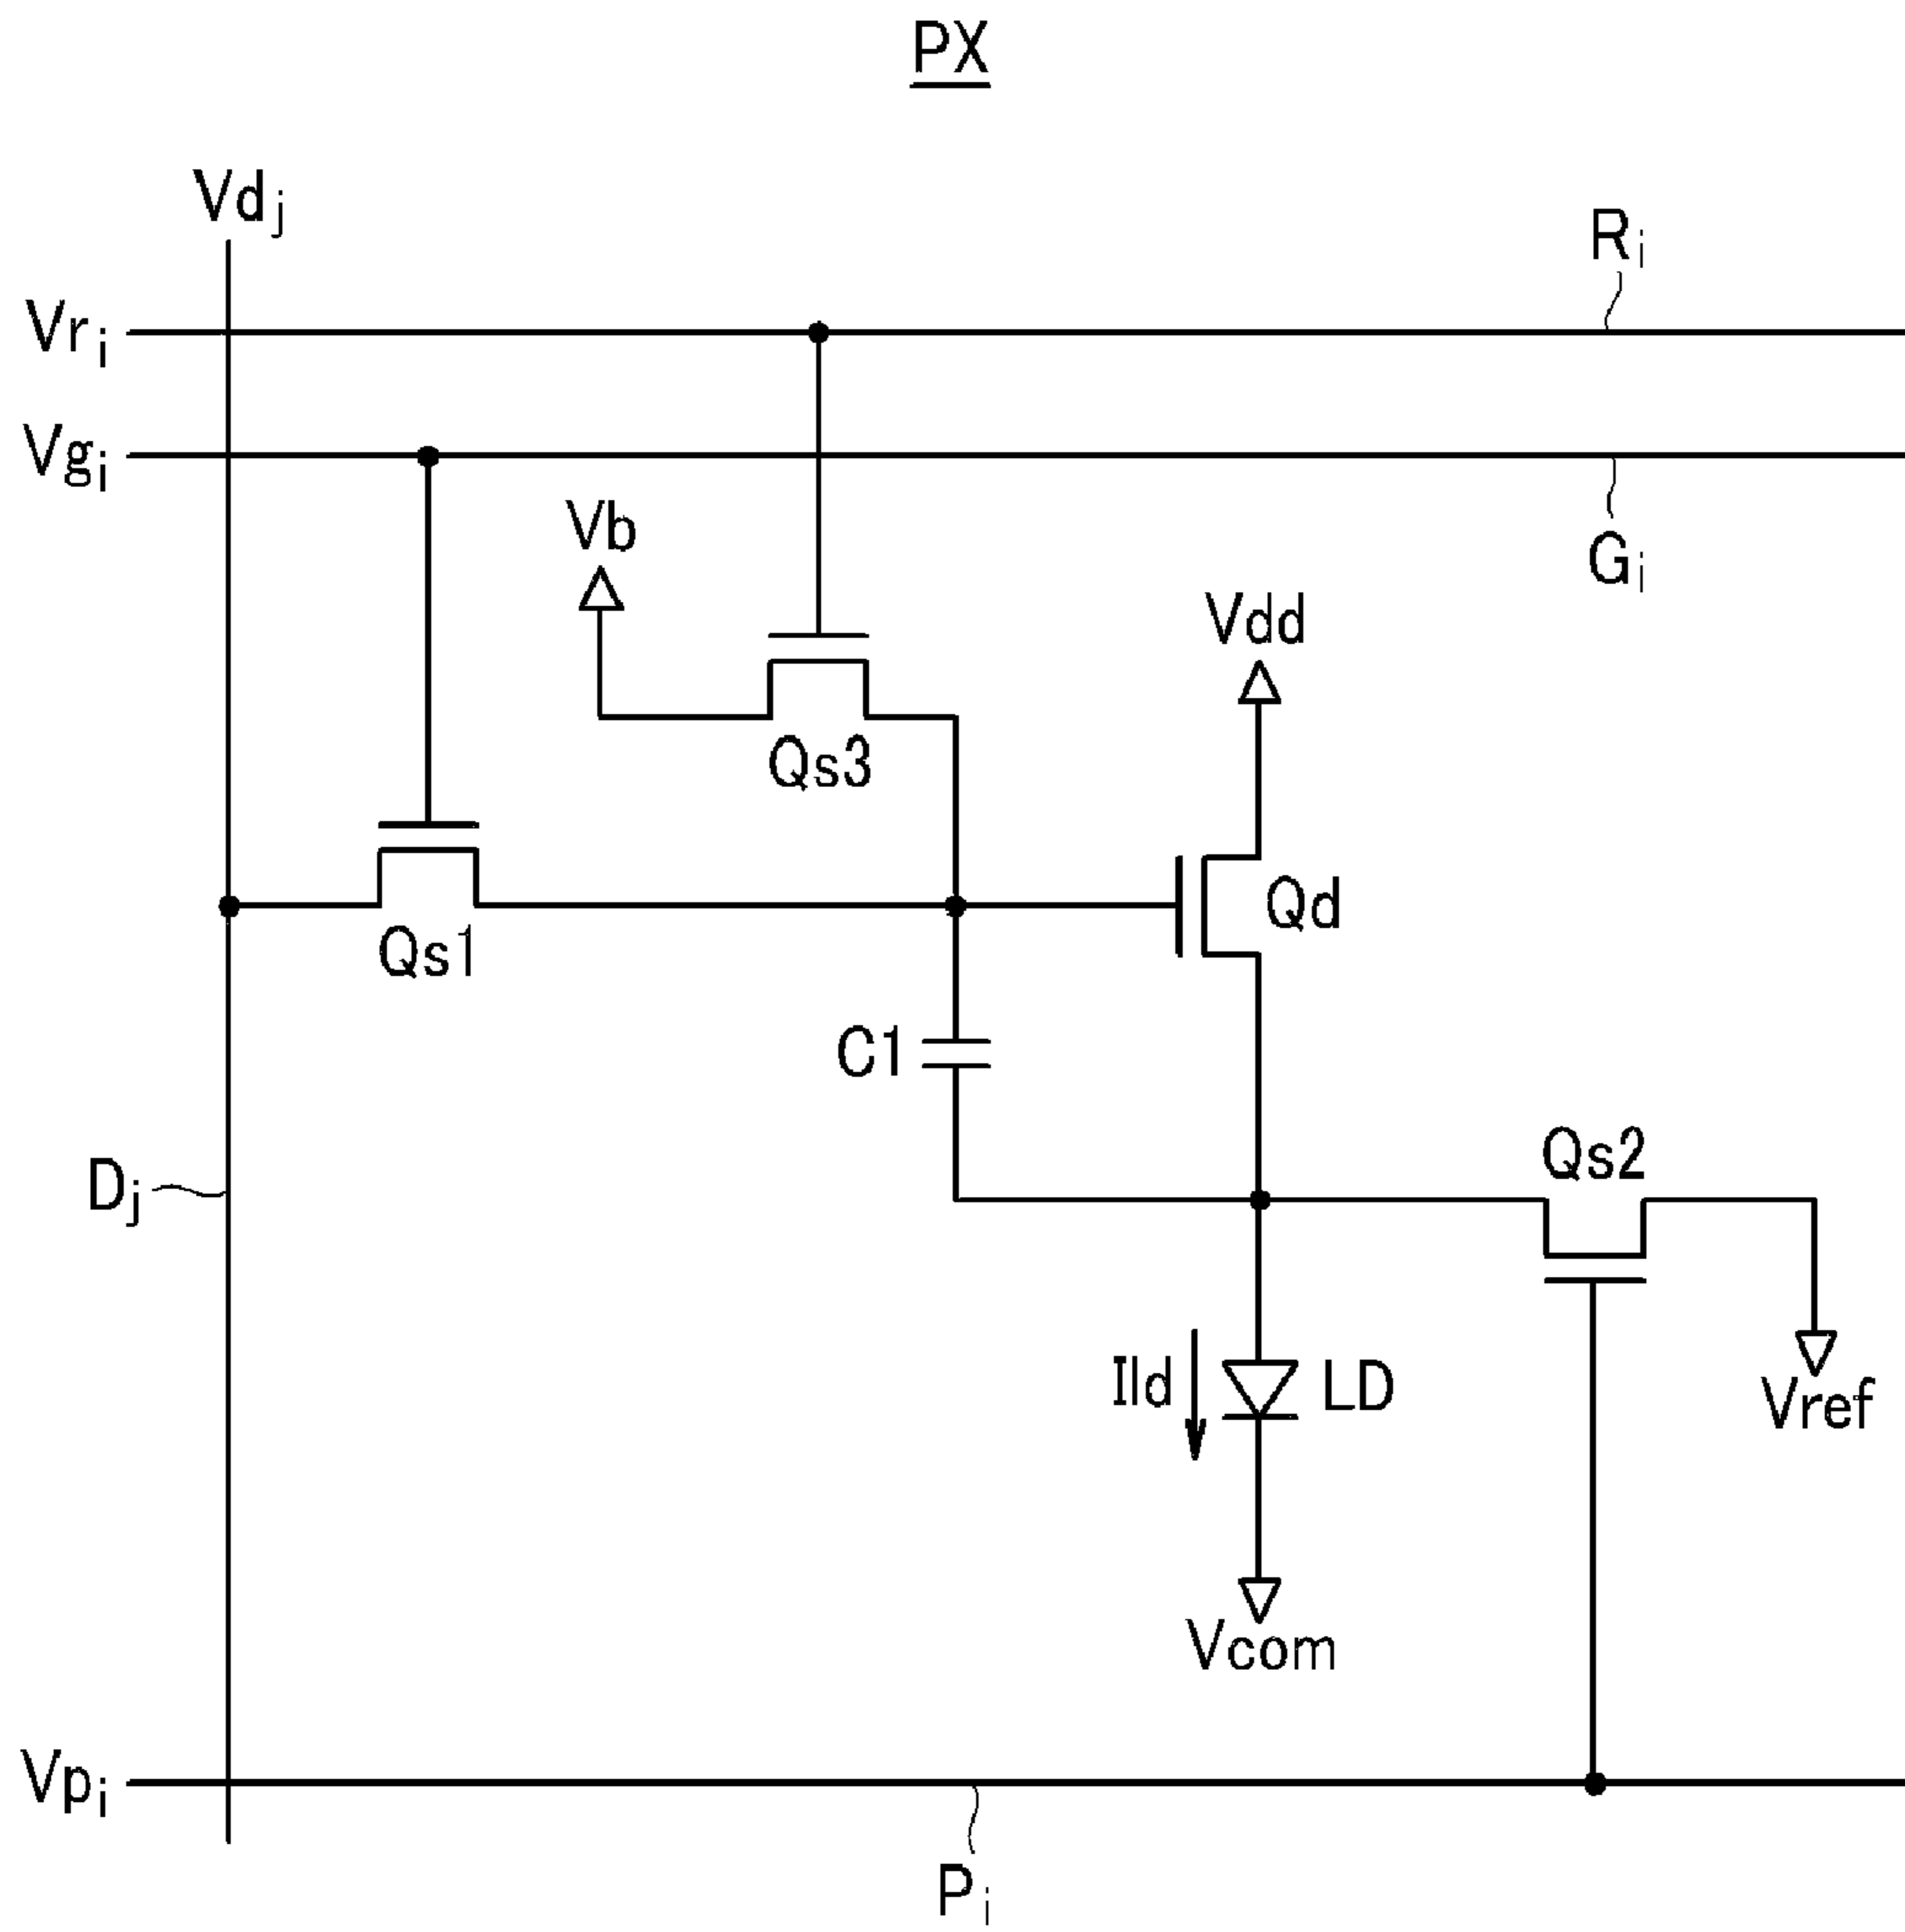 PX
Vdj
Ri
Vri
Vgi
Vb
Gi
Vdd
Qs3
Qd
Qs1
C1
Qs2
Dj
Ild
LD
Vref
Vcom
Vpi
Pi